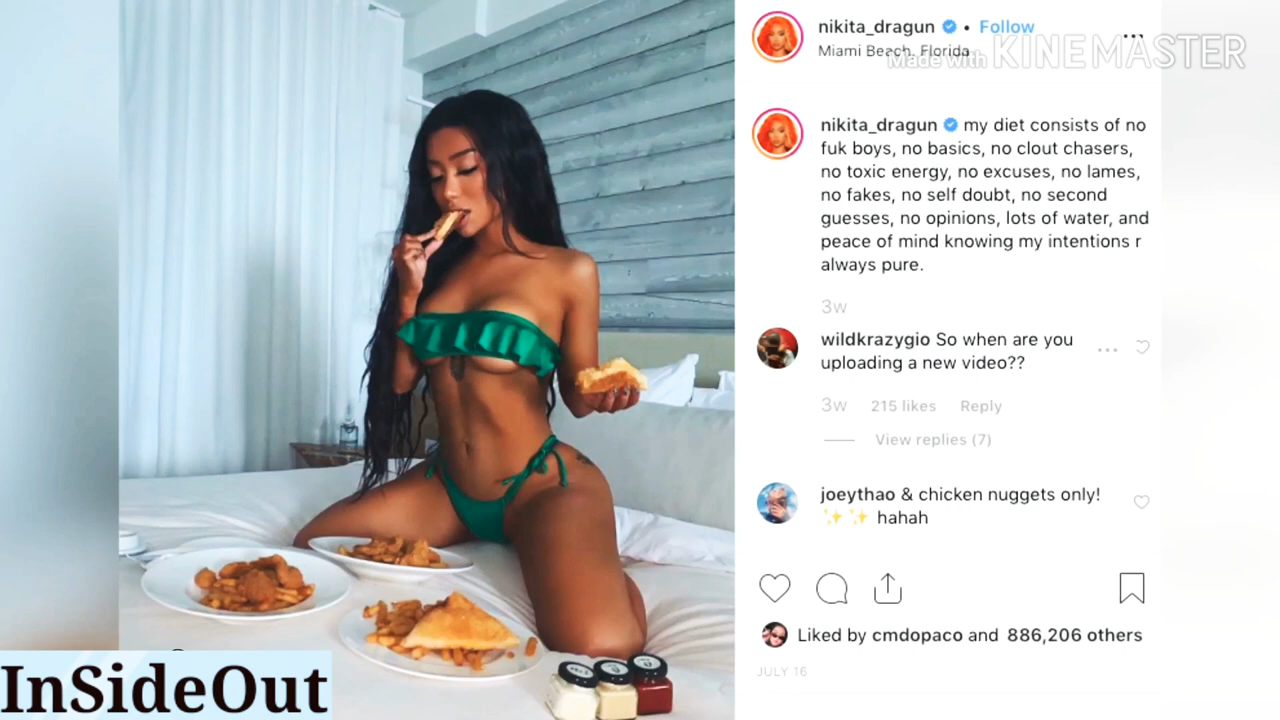 nikita_dragun • Follow
Miami Beach, Florida
Made with KINEMASTER
nikita_dragun my diet consists of no
fuk boys, no basics, no clout chasers,
no toxic energy, no excuses, no lames,
no fakes, no self doubt, no second
guesses, no opinions, lots of water, and
peace of mind knowing my intentions r
always pure.
3w
wildkrazygio So when are you
uploading a new video??
3w 215 likes Reply
View replies (7)
joeythao & chicken nuggets only!
✨✨ hahah
Liked by cmdopaco and 886,206 others
JULY 16
InSideOut